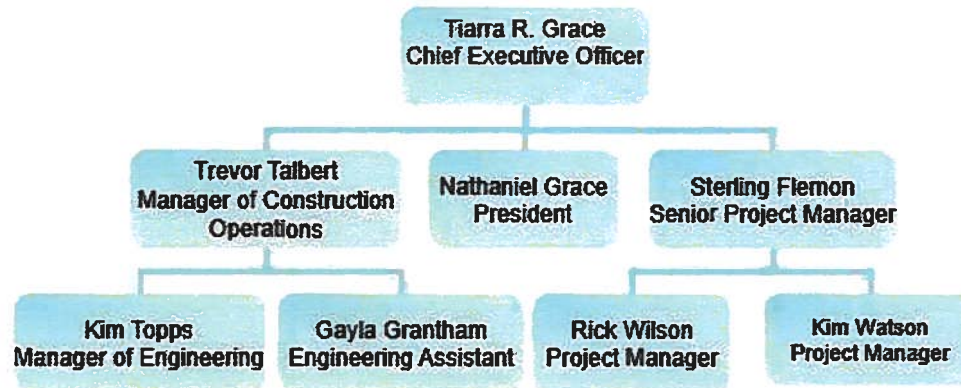 Tiarra R. Grace
Chief Executive Officer
Trevor Talbert
Manager of Construction
Operations
Nathaniel Grace
President
Sterling Flemon
Senior Project Manager
Kim Topps
Manager of Engineering
Gayla Grantham
Engineering Assistant
Rick Wilson
Project Manager
Kim Watson
Project Manager